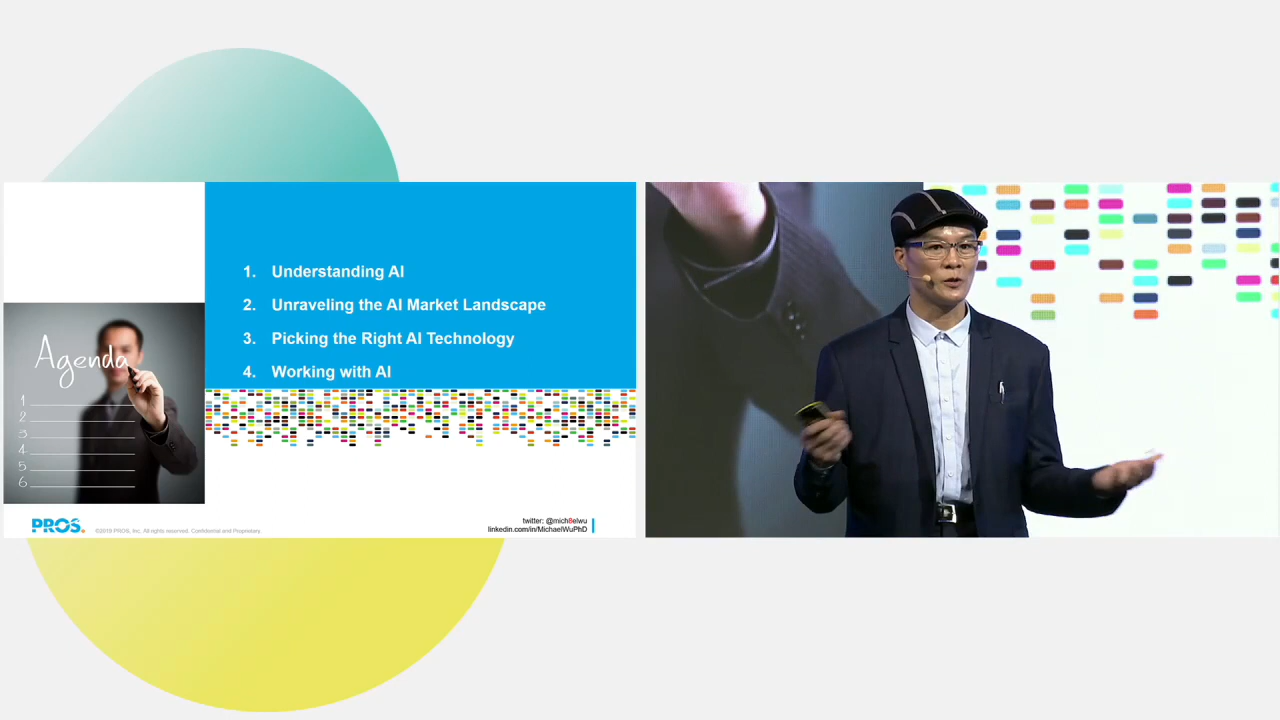 1. Understanding AI
2. Unraveling the AI Market Landscape
3. Picking the Right AI Technology
4. Working with AI
Agenda
1
2
3
4
5
6
PROS
©2019 PROS, Inc. All rights reserved. Confidential and Proprietary.
twitter: @mich8elwu
linkedin.com/in/MichaelWuPhD